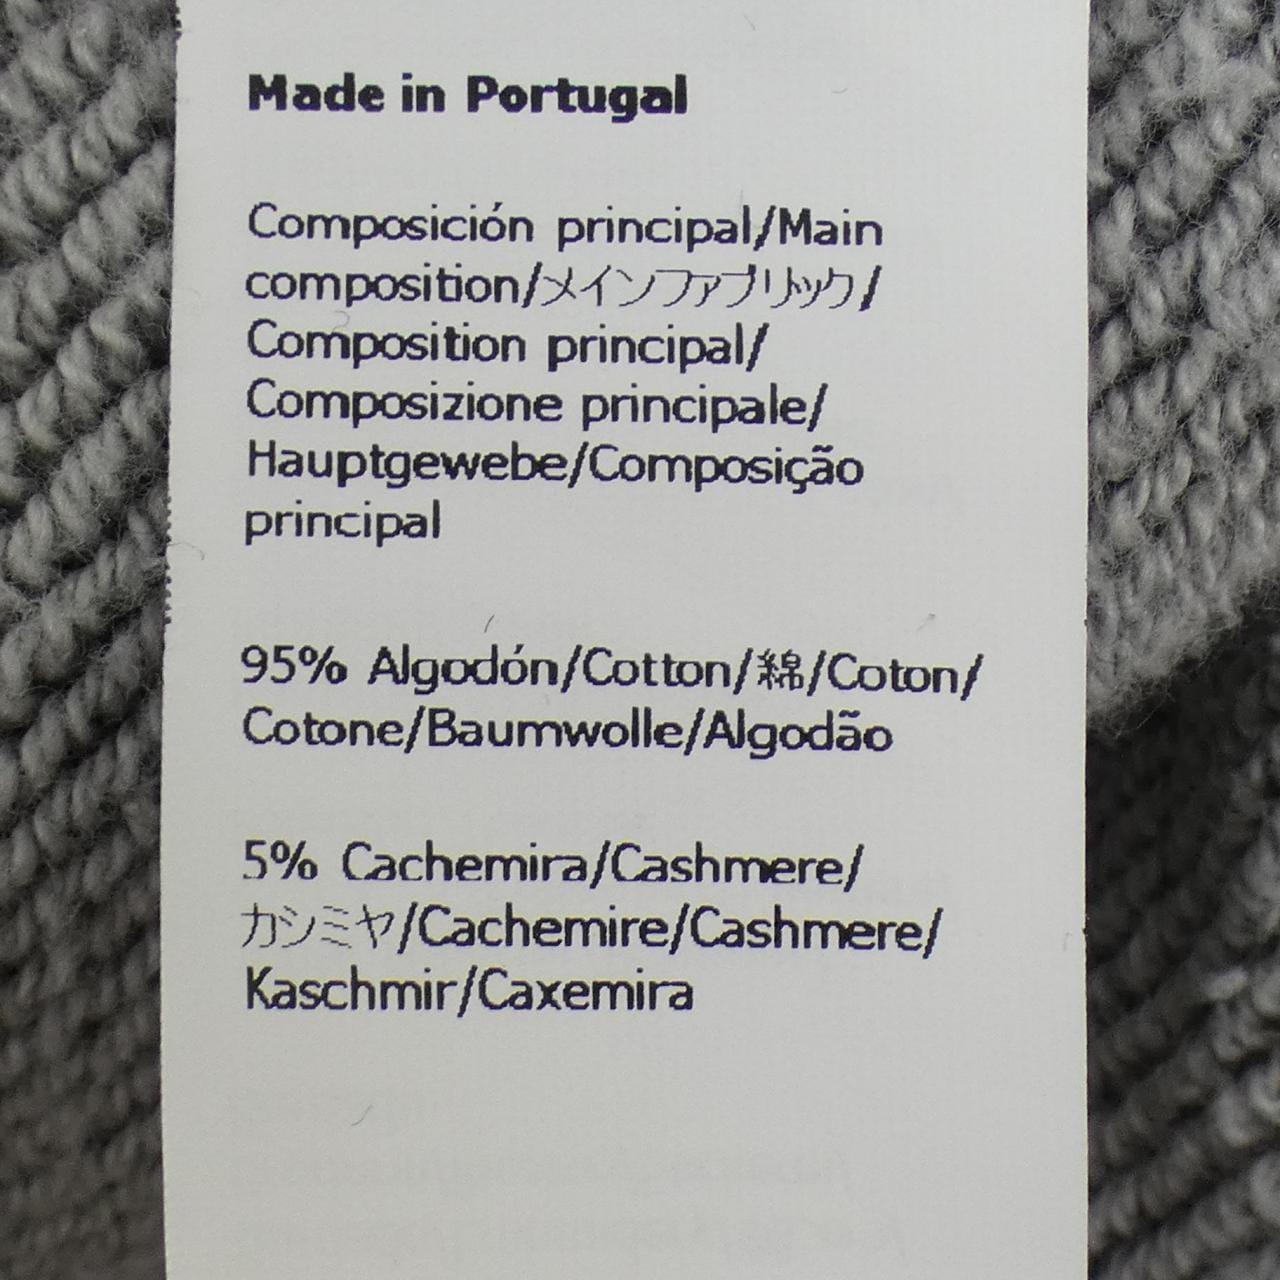 Made in Portugal
Composición principal/Main
composition/メインファブリック/
Composition principal/
Composizione principale/
Hauptgewebe/Composição
principal
95% Algodón/Cotton/綿/Coton/
Cotone/Baumwolle/Algodão
5% Cachemira/Cashmere/
カシミヤ/Cachemire/Cashmere/
Kaschmir/Caxemira